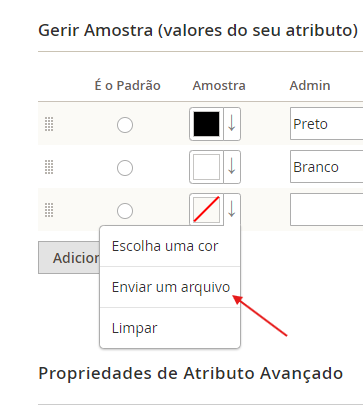 Gerir Amostra (valores do seu atributo)
É o Padrão Amostra Admin
Preto
Branco
Escolha uma cor
Adicion
Enviar um arquivo
Limpar
Propriedades de Atributo Avançado